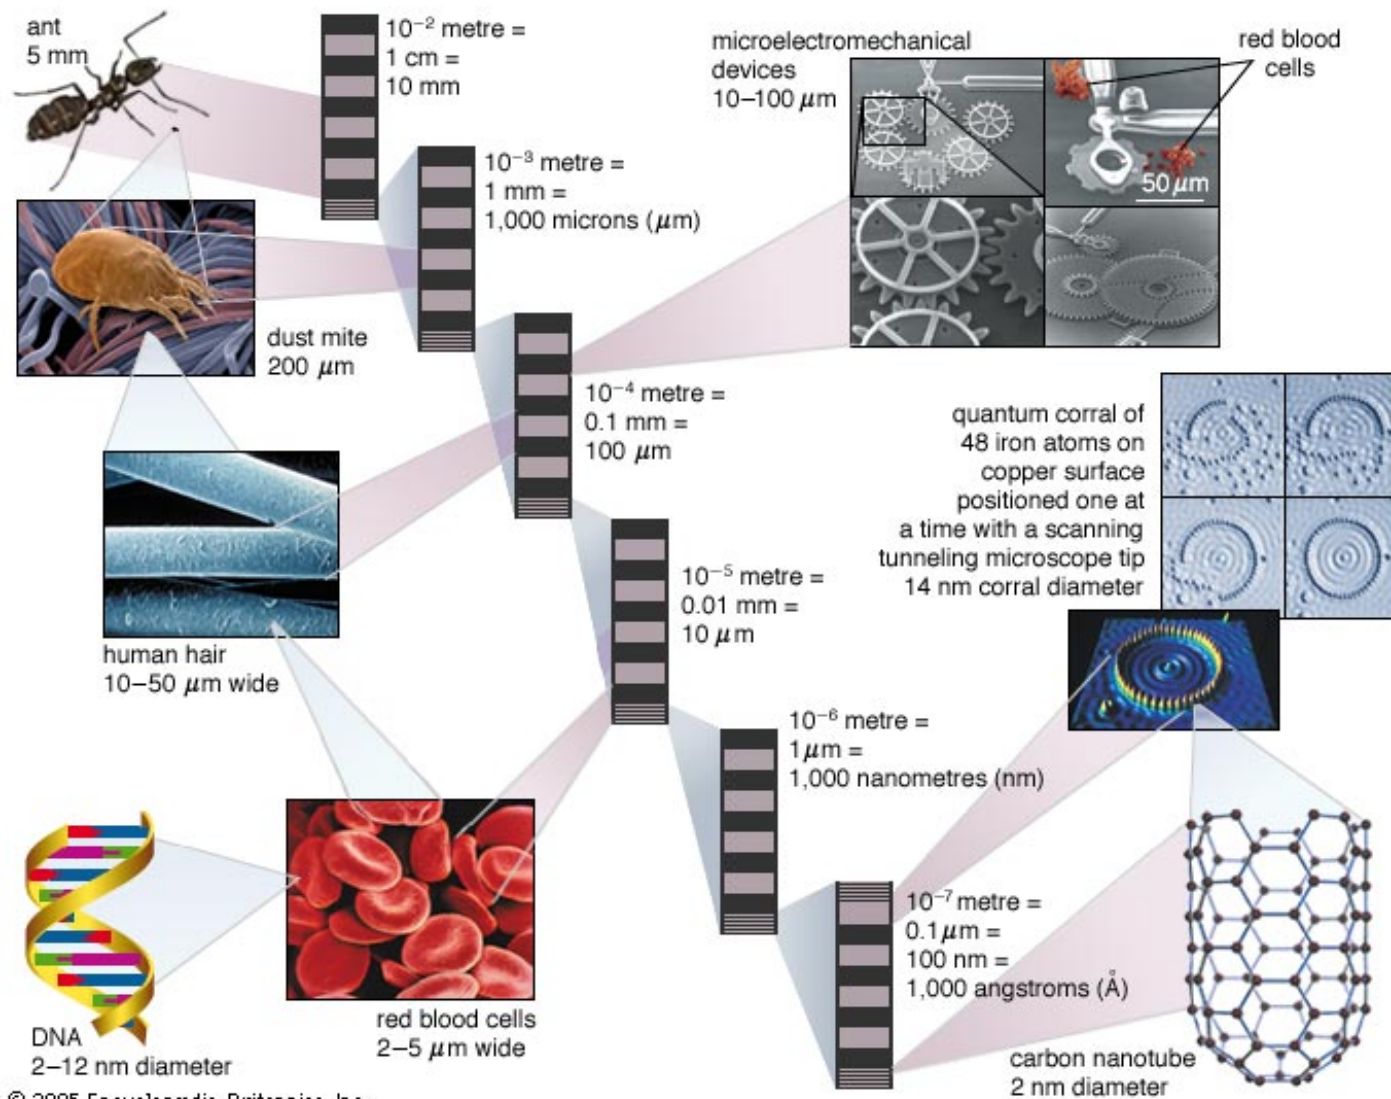 ant
5 mm
10⁻² metre =
1 cm =
10 mm
microelectromechanical
devices
10–100 μm
red blood
cells
50 μm
10⁻³ metre =
1 mm =
1,000 microns (μm)
dust mite
200 μm
10⁻⁴ metre =
0.1 mm =
100 μm
quantum corral of
48 iron atoms on
copper surface
positioned one at
a time with a scanning
tunneling microscope tip
14 nm corral diameter
10⁻⁵ metre =
0.01 mm =
10 μm
human hair
10–50 μm wide
10⁻⁶ metre =
1μm =
1,000 nanometres (nm)
10⁻⁷ metre =
0.1μm =
100 nm =
1,000 angstroms (Å)
DNA
2–12 nm diameter
red blood cells
2–5 μm wide
carbon nanotube
2 nm diameter
© 2005 Encyclopædia Britannica, Inc.